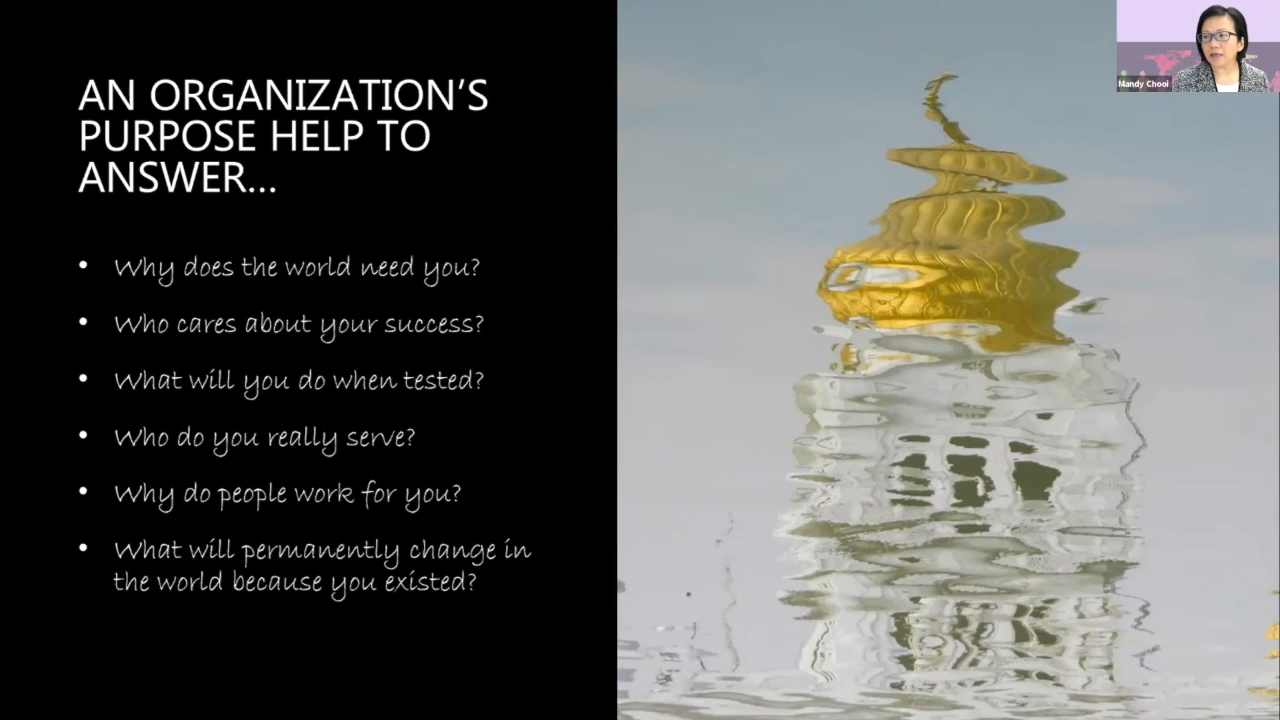 AN ORGANIZATION’S
PURPOSE HELP TO
ANSWER…
• Why does the world need you?
• Who cares about your success?
• What will you do when tested?
• Who do you really serve?
• Why do people work for you?
• What will permanently change in
the world because you existed?
Mandy Chooi